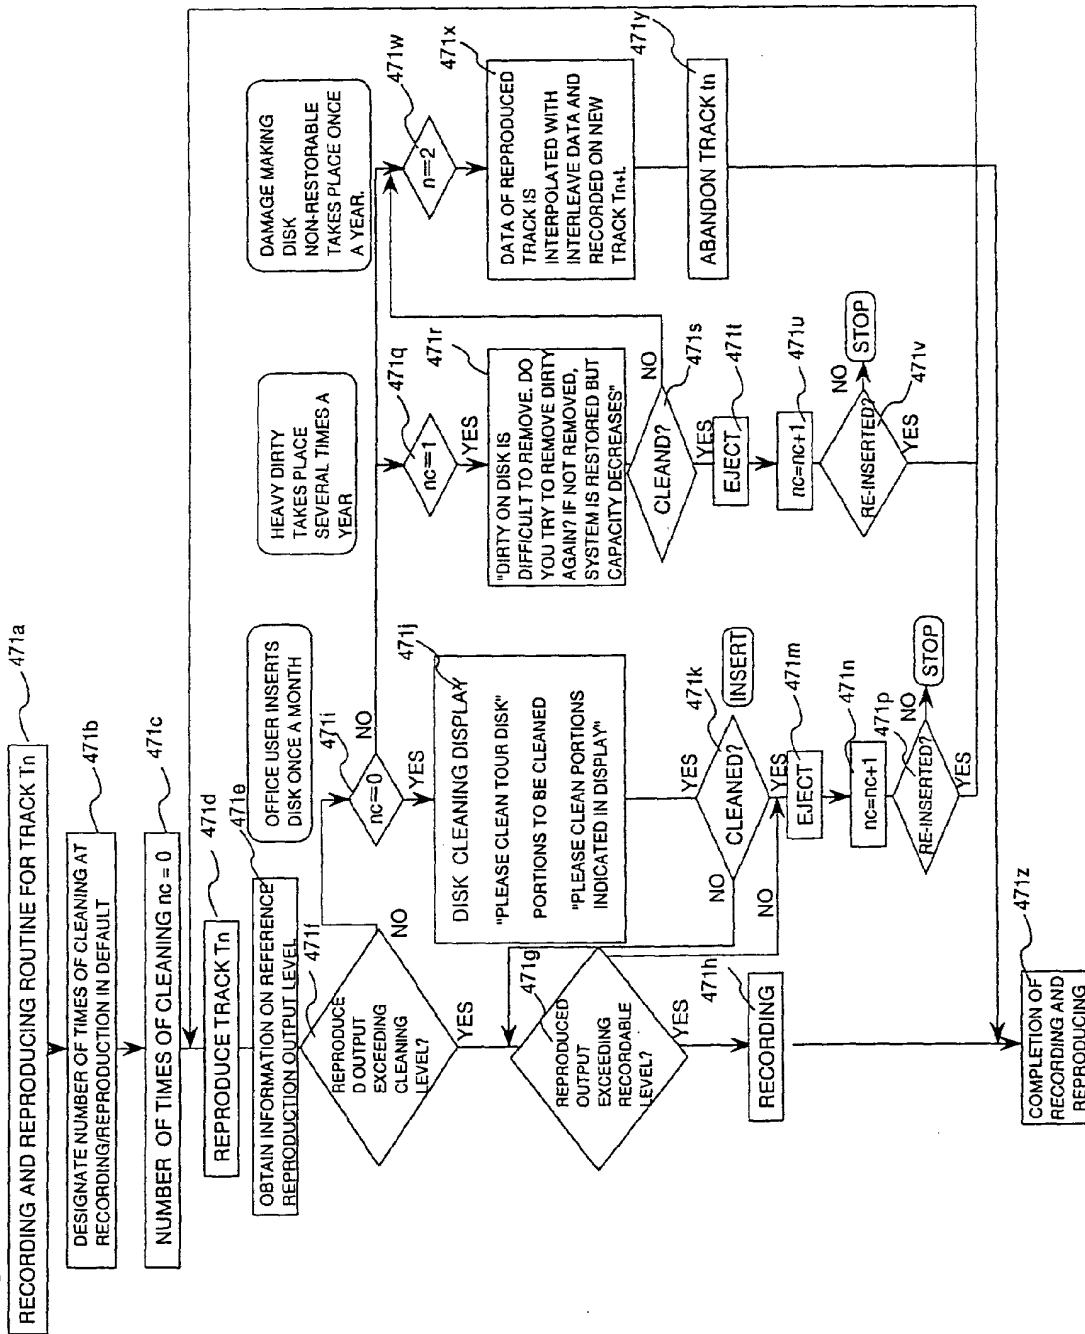 RECORDING AND REPRODUCING ROUTINE FOR TRACK Tn
471a
DESIGNATE NUMBER OF TIMES OF CLEANING AT
RECORDING/REPRODUCTION IN DEFAULT
471b
NUMBER OF TIMES OF CLEANING nc = 0
471c
REPRODUCE TRACK Tn
471d
OBTAIN INFORMATION ON REFERENCE
REPRODUCTION OUTPUT LEVEL
471e
REPRODUCE
D OUTPUT
EXCEEDING
CLEANING
LEVEL?
471f
NO
YES
REPRODUCED
OUTPUT
EXCEEDING
RECORDABLE
LEVEL?
471g
NO
YES
RECORDING
471h
OFFICE USER INSERTS
DISK ONCE A MONTH
nc=0
471i
NO
YES
DISK CLEANING DISPLAY
"PLEASE CLEAN TOUR DISK"
PORTIONS TO BE CLEANED
"PLEASE CLEAN PORTIONS
INDICATED IN DISPLAY"
471j
YES
CLEANED?
471k
INSERT
NO
YES
EJECT
471m
nc=nc+1
471n
RE-INSERTED?
471p
NO
STOP
YES
HEAVY DIRTY
TAKES PLACE
SEVERAL TIMES A
YEAR
nc=1
471q
YES
"DIRTY ON DISK IS
DIFFICULT TO REMOVE. DO
YOU TRY TO REMOVE DIRTY
AGAIN? IF NOT REMOVED,
SYSTEM IS RESTORED BUT
CAPACITY DECREASES"
471r
CLEAND?
471s
NO
YES
EJECT
471t
nc=nc+1
471u
RE-INSERTED?
471v
NO
STOP
YES
DAMAGE MAKING
DISK
NON-RESTORABLE
TAKES PLACE ONCE
A YEAR.
n=2
471w
DATA OF REPRODUCED
TRACK IS
INTERPOLATED WITH
INTERLEAVE DATA AND
RECORDED ON NEW
TRACK Tn+L
471x
ABANDON TRACK tn
471y
COMPLETION OF
RECORDING AND
REPRODUCING
471z